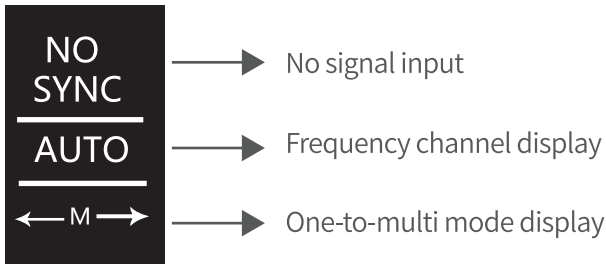 NO
SYNC
No signal input
AUTO
Frequency channel display
M
One-to-multi mode display